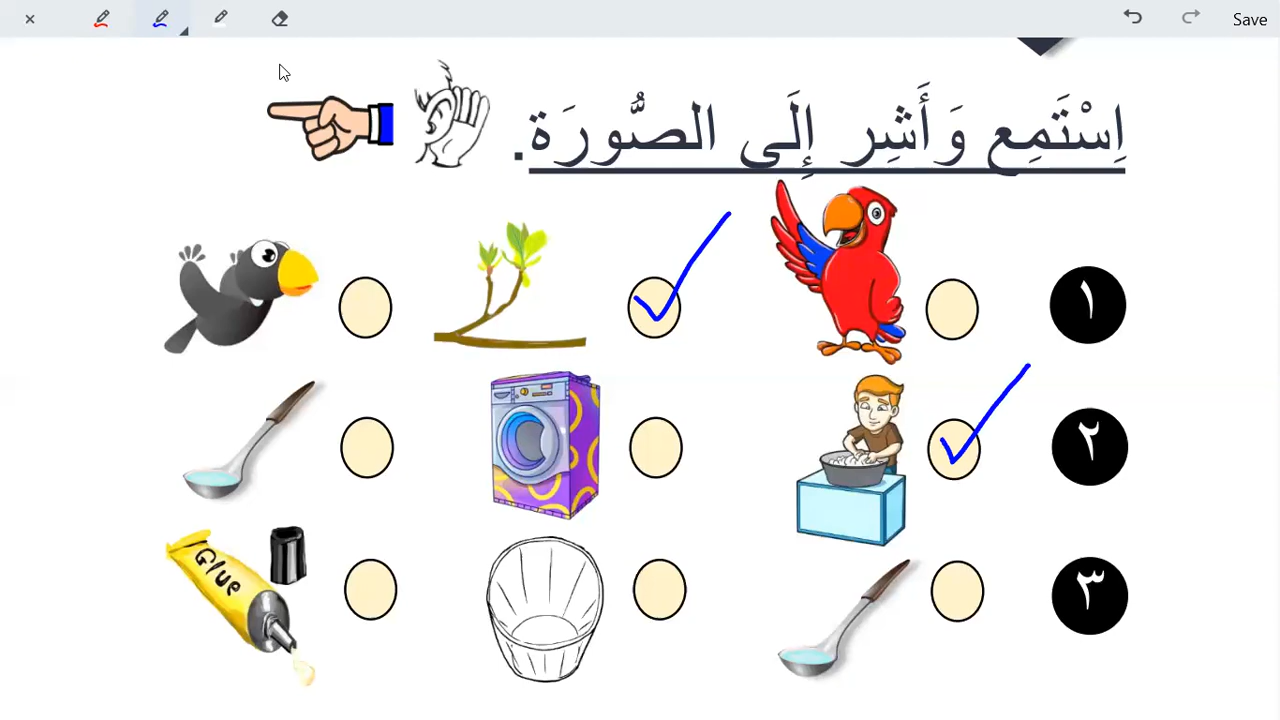 Save
اِسْتَمِع وَأَشِر إِلَى الصُّورَة.
١
٢
٣
Glue